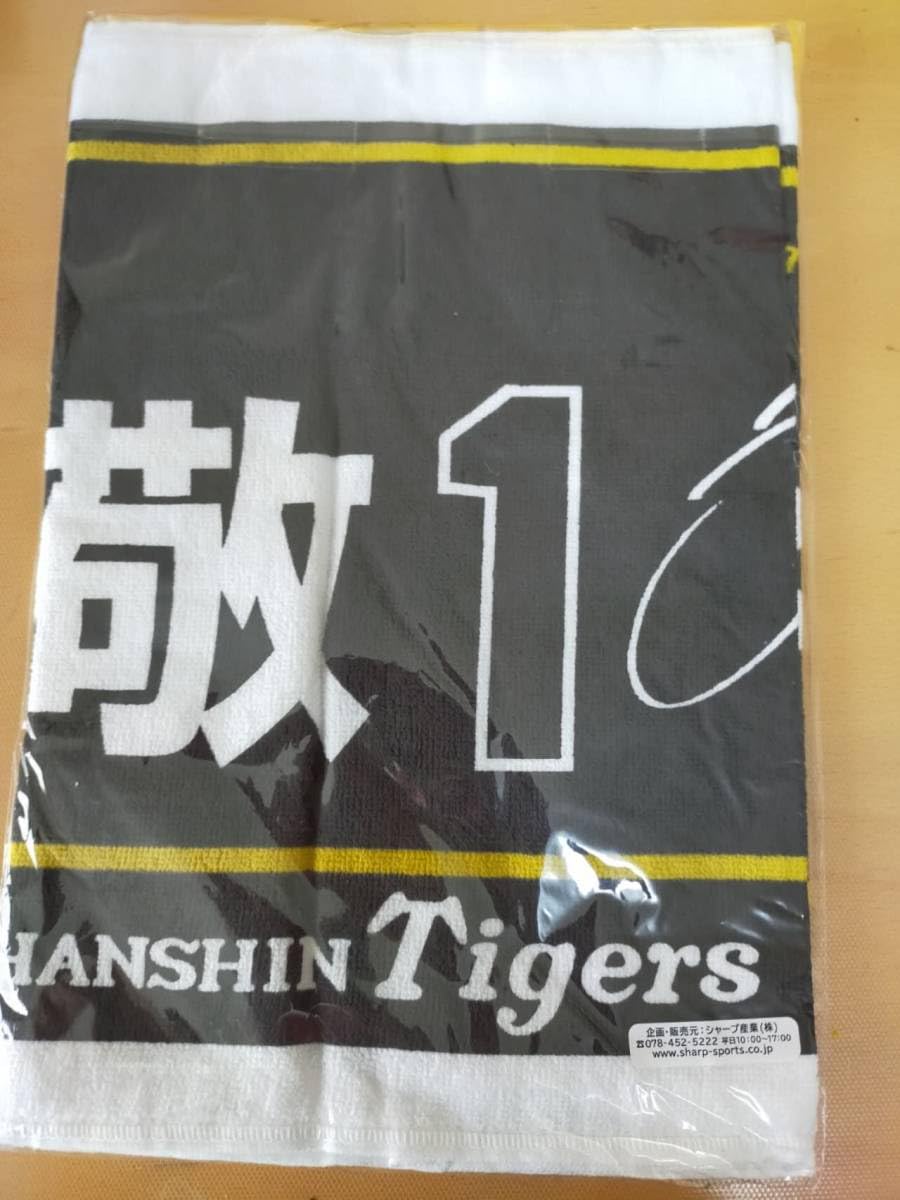 敬1
HANSHIN Tigers
企画・販売元：シャープ産業(株)
☎078-452-5222 平日10:00~17:00
www.sharp-sports.co.jp